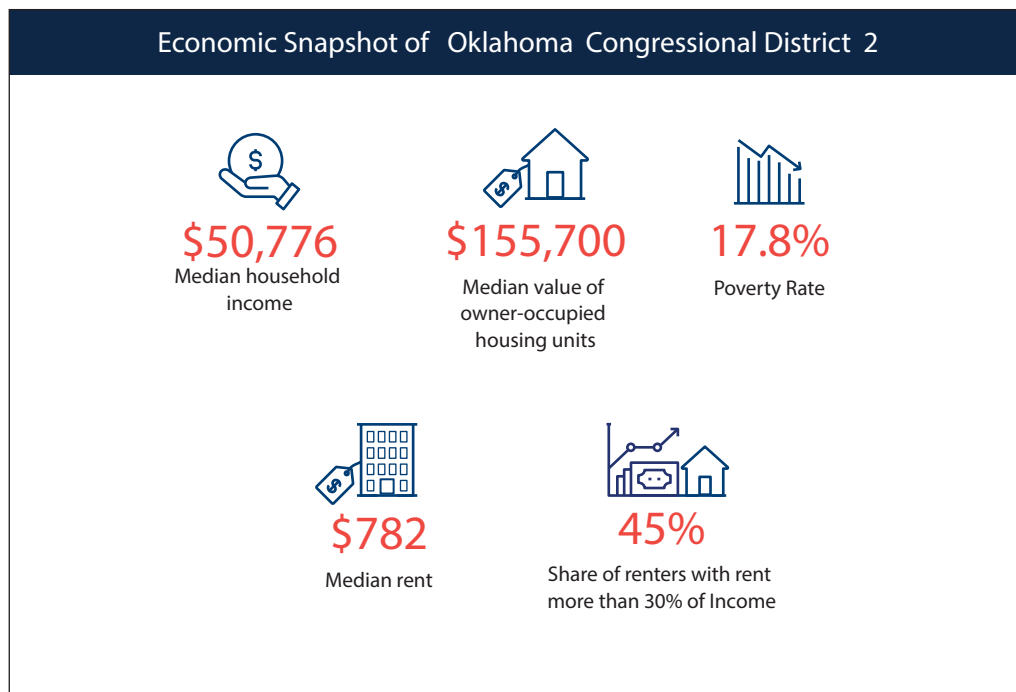 Economic Snapshot of Oklahoma Congressional District 2
$
$
$50,776
Median household
income
$155,700
Median value of
owner-occupied
housing units
17.8%
Poverty Rate
$
$782
Median rent
45%
Share of renters with rent
more than 30% of Income